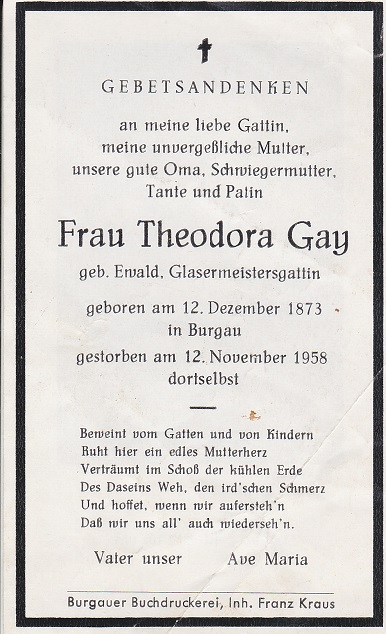 GEBETSANDENKEN
an meine liebe Gattin,
meine unvergeßliche Mutter,
unsere gute Oma, Schwiegermutter,
Tante und Patin
Frau Theodora Gay
geb. Ewald, Glasermeistersgattin
geboren am 12. Dezember 1873
in Burgau
gestorben am 12. November 1958
dortselbst
Beweint vom Gatten und von Kindern
Ruht hier ein edles Mutterherz
Verträumt im Schoß der kühlen Erde
Des Daseins Weh, den ird'schen Schmerz
Und hoffet, wenn wir aufersteh'n
Daß wir uns all' auch wiederseh'n.
Vater unser Ave Maria
Burgauer Buchdruckerei, Inh. Franz Kraus